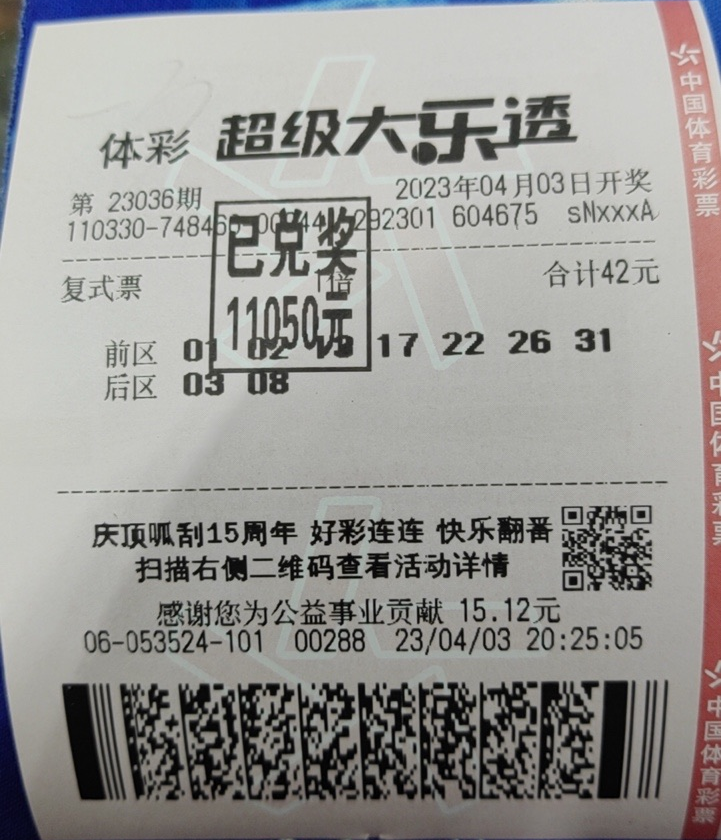 体彩 超级大乐透
第 23036期 2023年04月03日开奖
110330-74846 292301 604675 sNxxxA
已兑奖
11050元
复式票 1倍 合计42元
前区 01 02 17 22 26 31
后区 03 08
庆顶呱刮15周年 好彩连连 快乐翻番
扫描右侧二维码查看活动详情
感谢您为公益事业贡献 15.12元
06-053524-101 00288 23/04/03 20:25:05
中国体育彩票
中国体育彩票
中国体育彩票